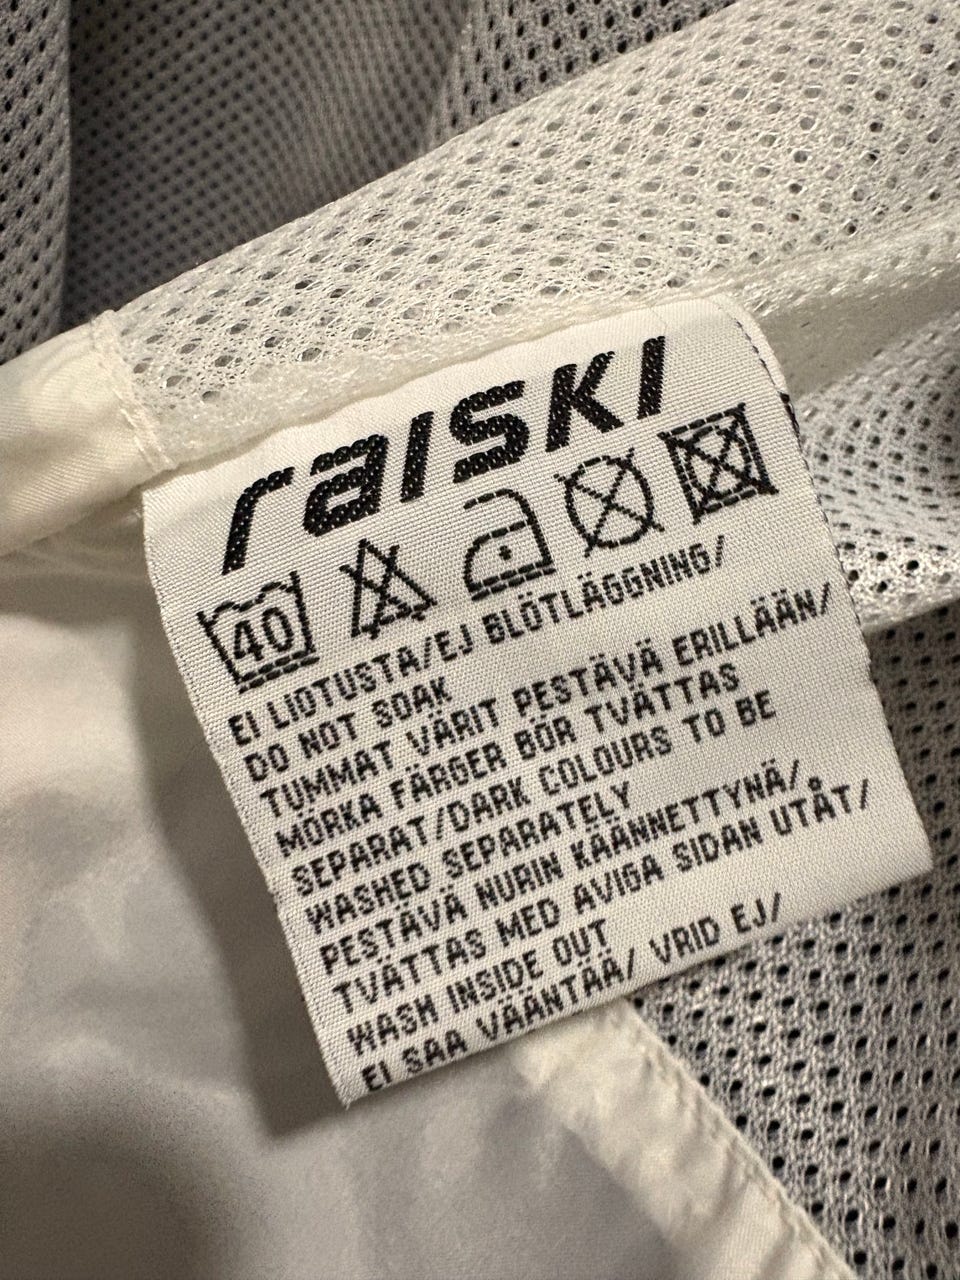 raiski
40
EI LIOTUSTA/EJ BLÖTLÄGGNING/
DO NOT SOAK
TUMMAT VÄRIT PESTÄVÄ ERILLÄÄN/
MÖRKA FÄRGER BÖR TVÄTTAS
SEPARAT/DARK COLOURS TO BE
WASHED SEPARATELY
PESTÄVÄ NURIN KÄÄNNETTYNÄ/
TVÄTTAS MED AVIGA SIDAN UTÅT/
WASH INSIDE OUT
EI SAA VÄÄNTÄÄ/ VRID EJ/